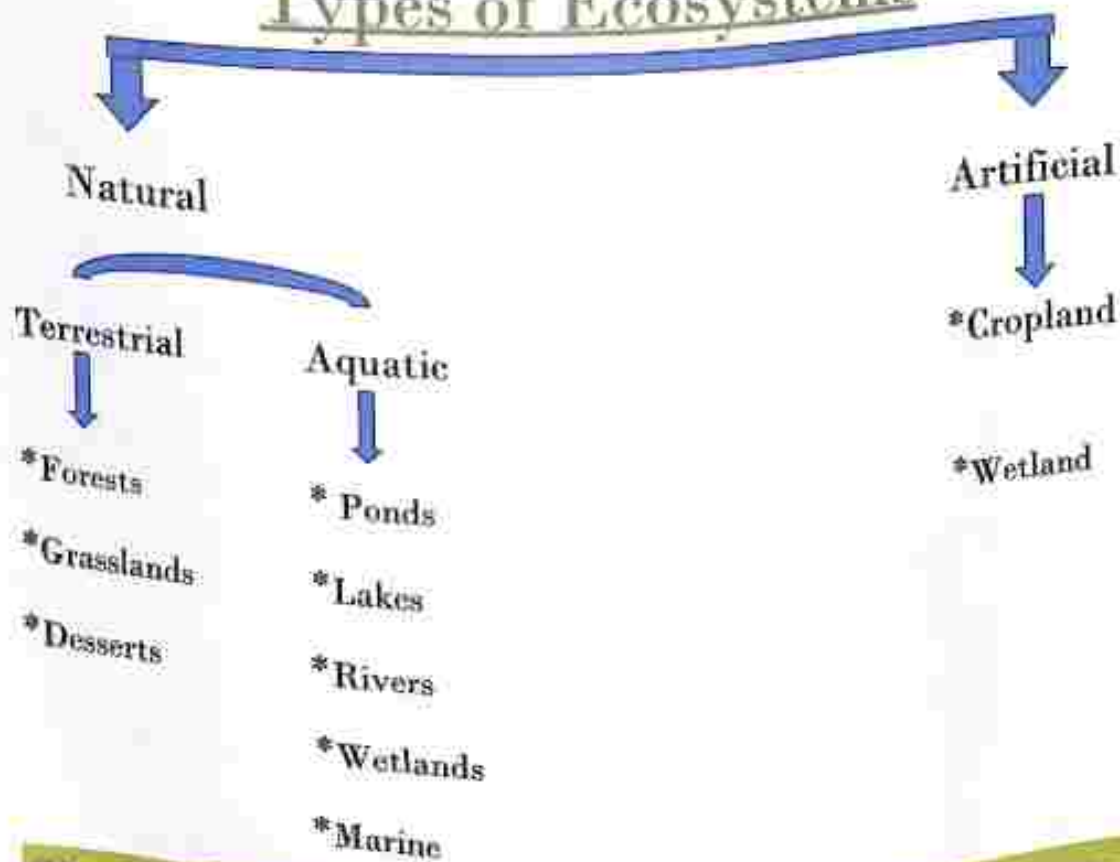 Types of Ecosystems
Natural
Artificial
Terrestrial
Aquatic
*Cropland
*Wetland
*Forests
*Grasslands
*Desserts
* Ponds
*Lakes
*Rivers
*Wetlands
*Marine